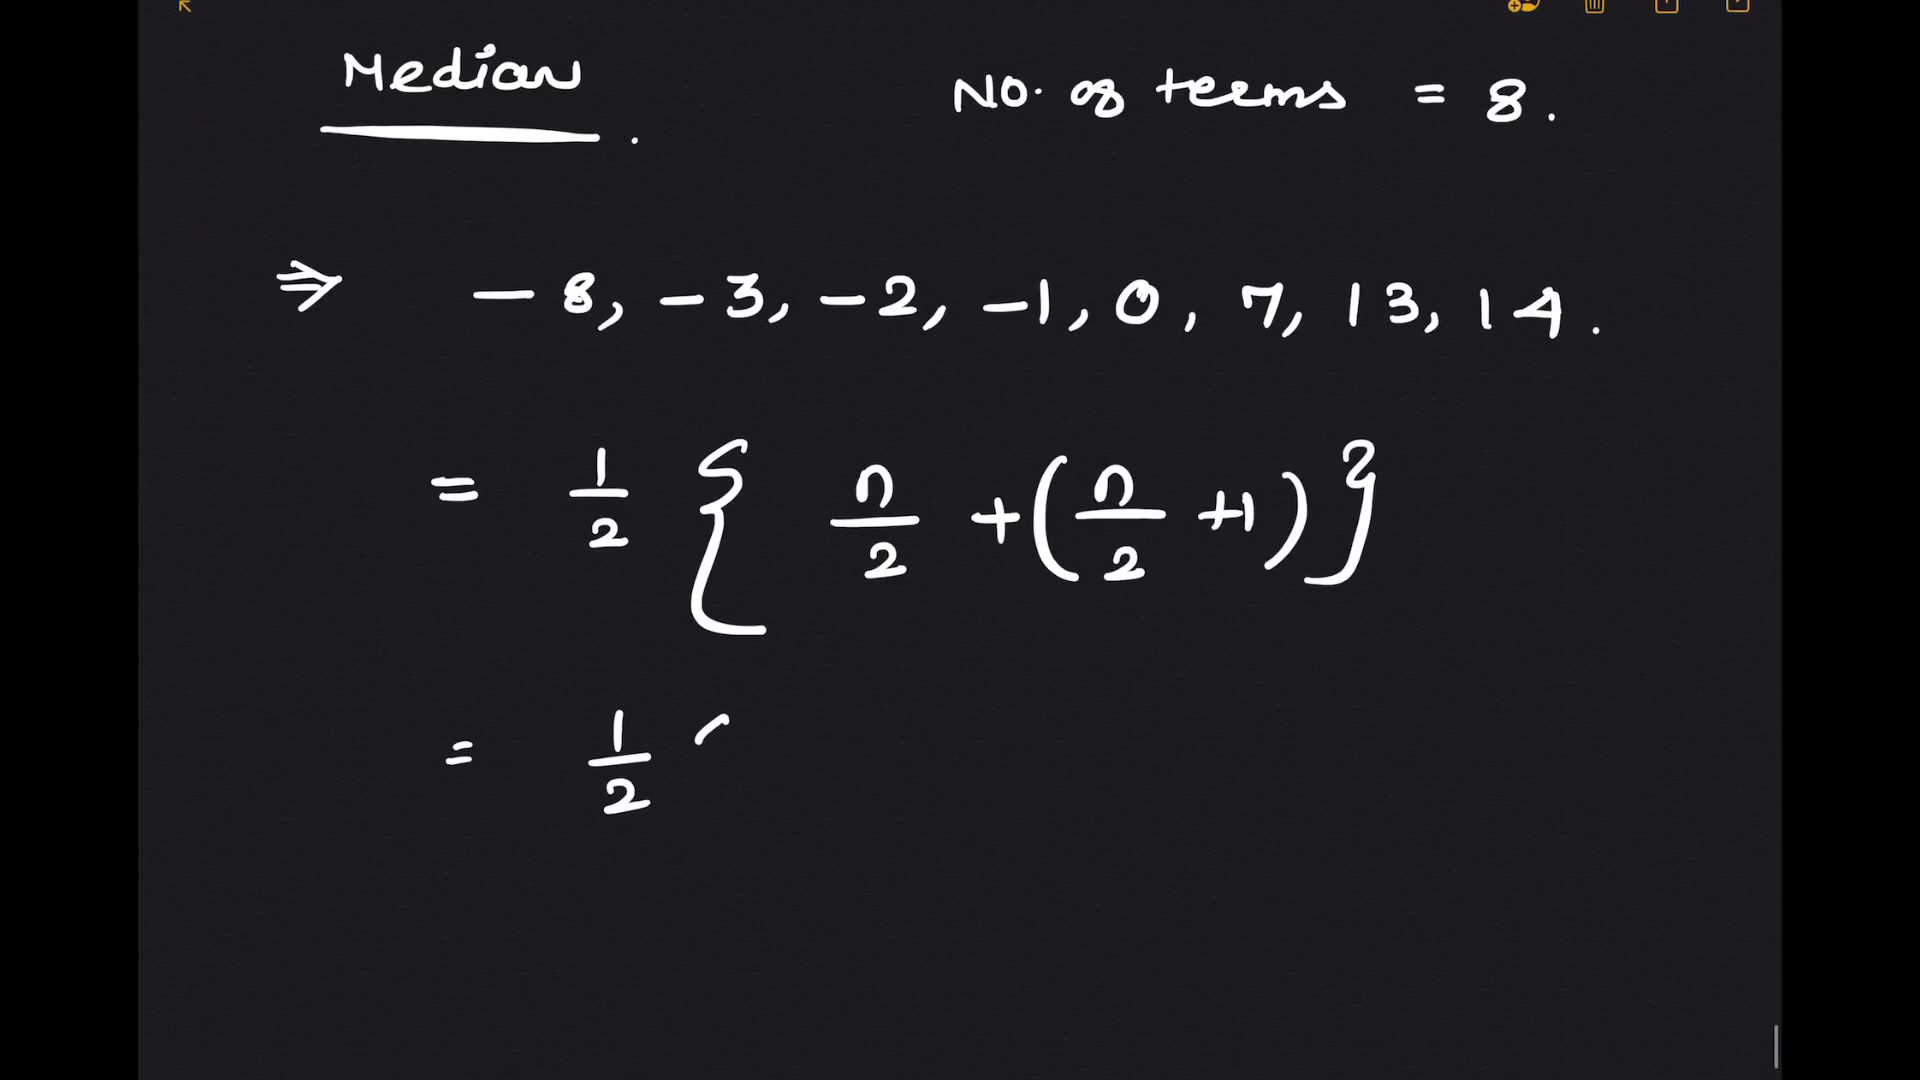 Median.
No. of terms = 8.
⇒ -8, -3, -2, -1, 0, 7, 13, 14.
= 1/2 { n/2 + (n/2 +1) }
= 1/2